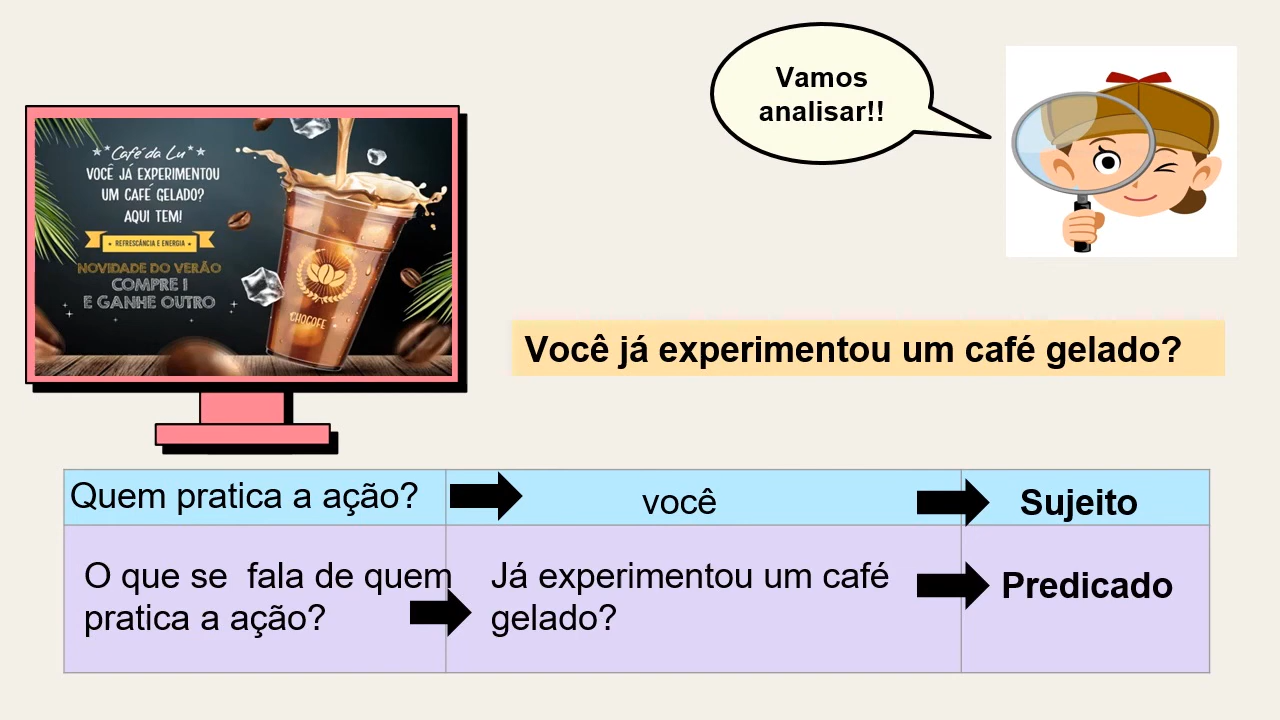 Vamos
analisar!!
*Café da Lu*
VOCÊ JÁ EXPERIMENTOU
UM CAFÉ GELADO?
AQUI TEM!
REFRESCÂNCIA E ENERGIA
NOVIDADE DO VERÃO
COMPRE 1
E GANHE OUTRO
CHOCOFE
Você já experimentou um café gelado?
Quem pratica a ação?
você
Sujeito
O que se fala de quem
pratica a ação?
Já experimentou um café
gelado?
Predicado